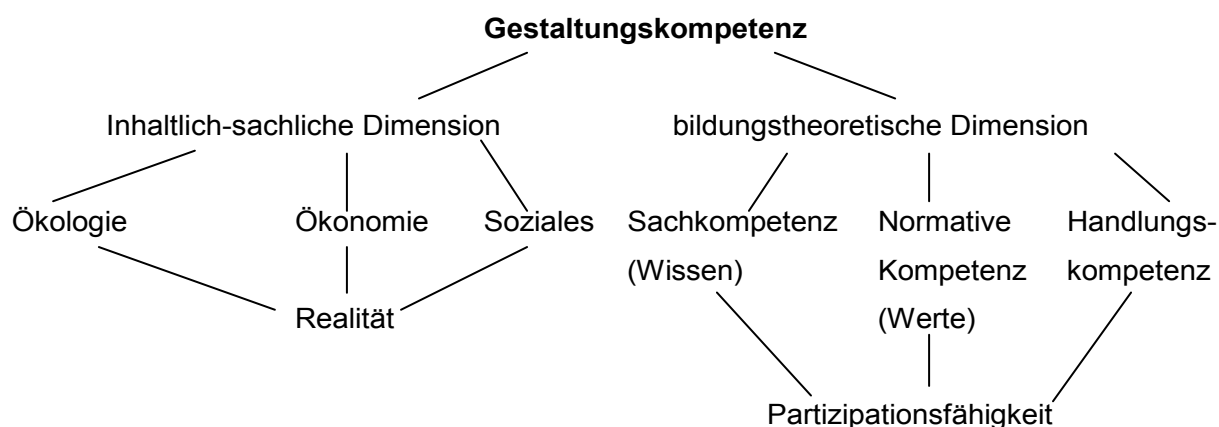 Gestaltungskompetenz
Inhaltlich-sachliche Dimension
bildungstheoretische Dimension
Ökologie
Ökonomie
Soziales
Sachkompetenz
(Wissen)
Normative
Kompetenz
(Werte)
Handlungs-
kompetenz
Realität
Partizipationsfähigkeit